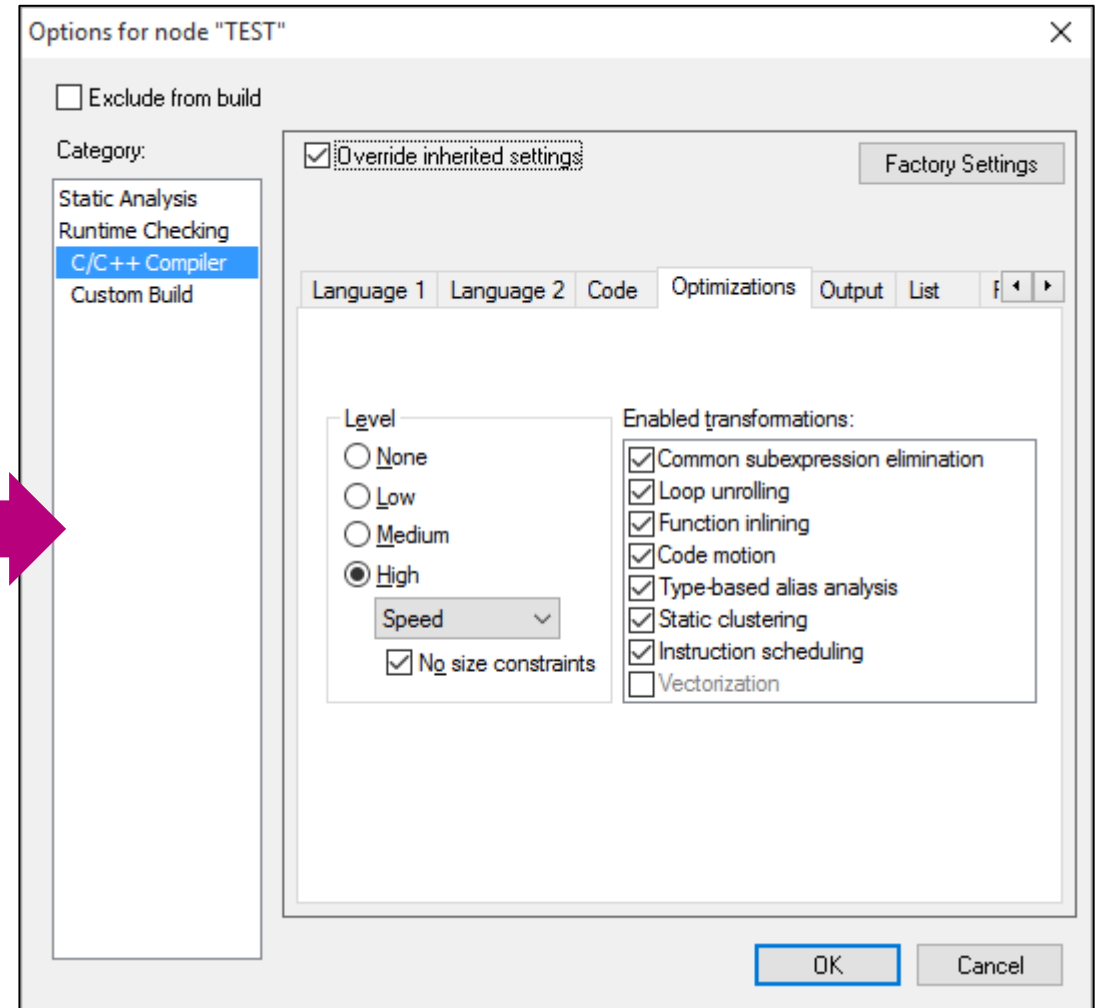 Options for node "TEST"
Exclude from build
Category:
Static Analysis
Runtime Checking
C/C++ Compiler
Custom Build
Override inherited settings
Factory Settings
Language 1 Language 2 Code Optimizations Output List
Level
None
Low
Medium
High
Speed
No size constraints
Enabled transformations:
Common subexpression elimination
Loop unrolling
Function inlining
Code motion
Type-based alias analysis
Static clustering
Instruction scheduling
Vectorization
OK Cancel